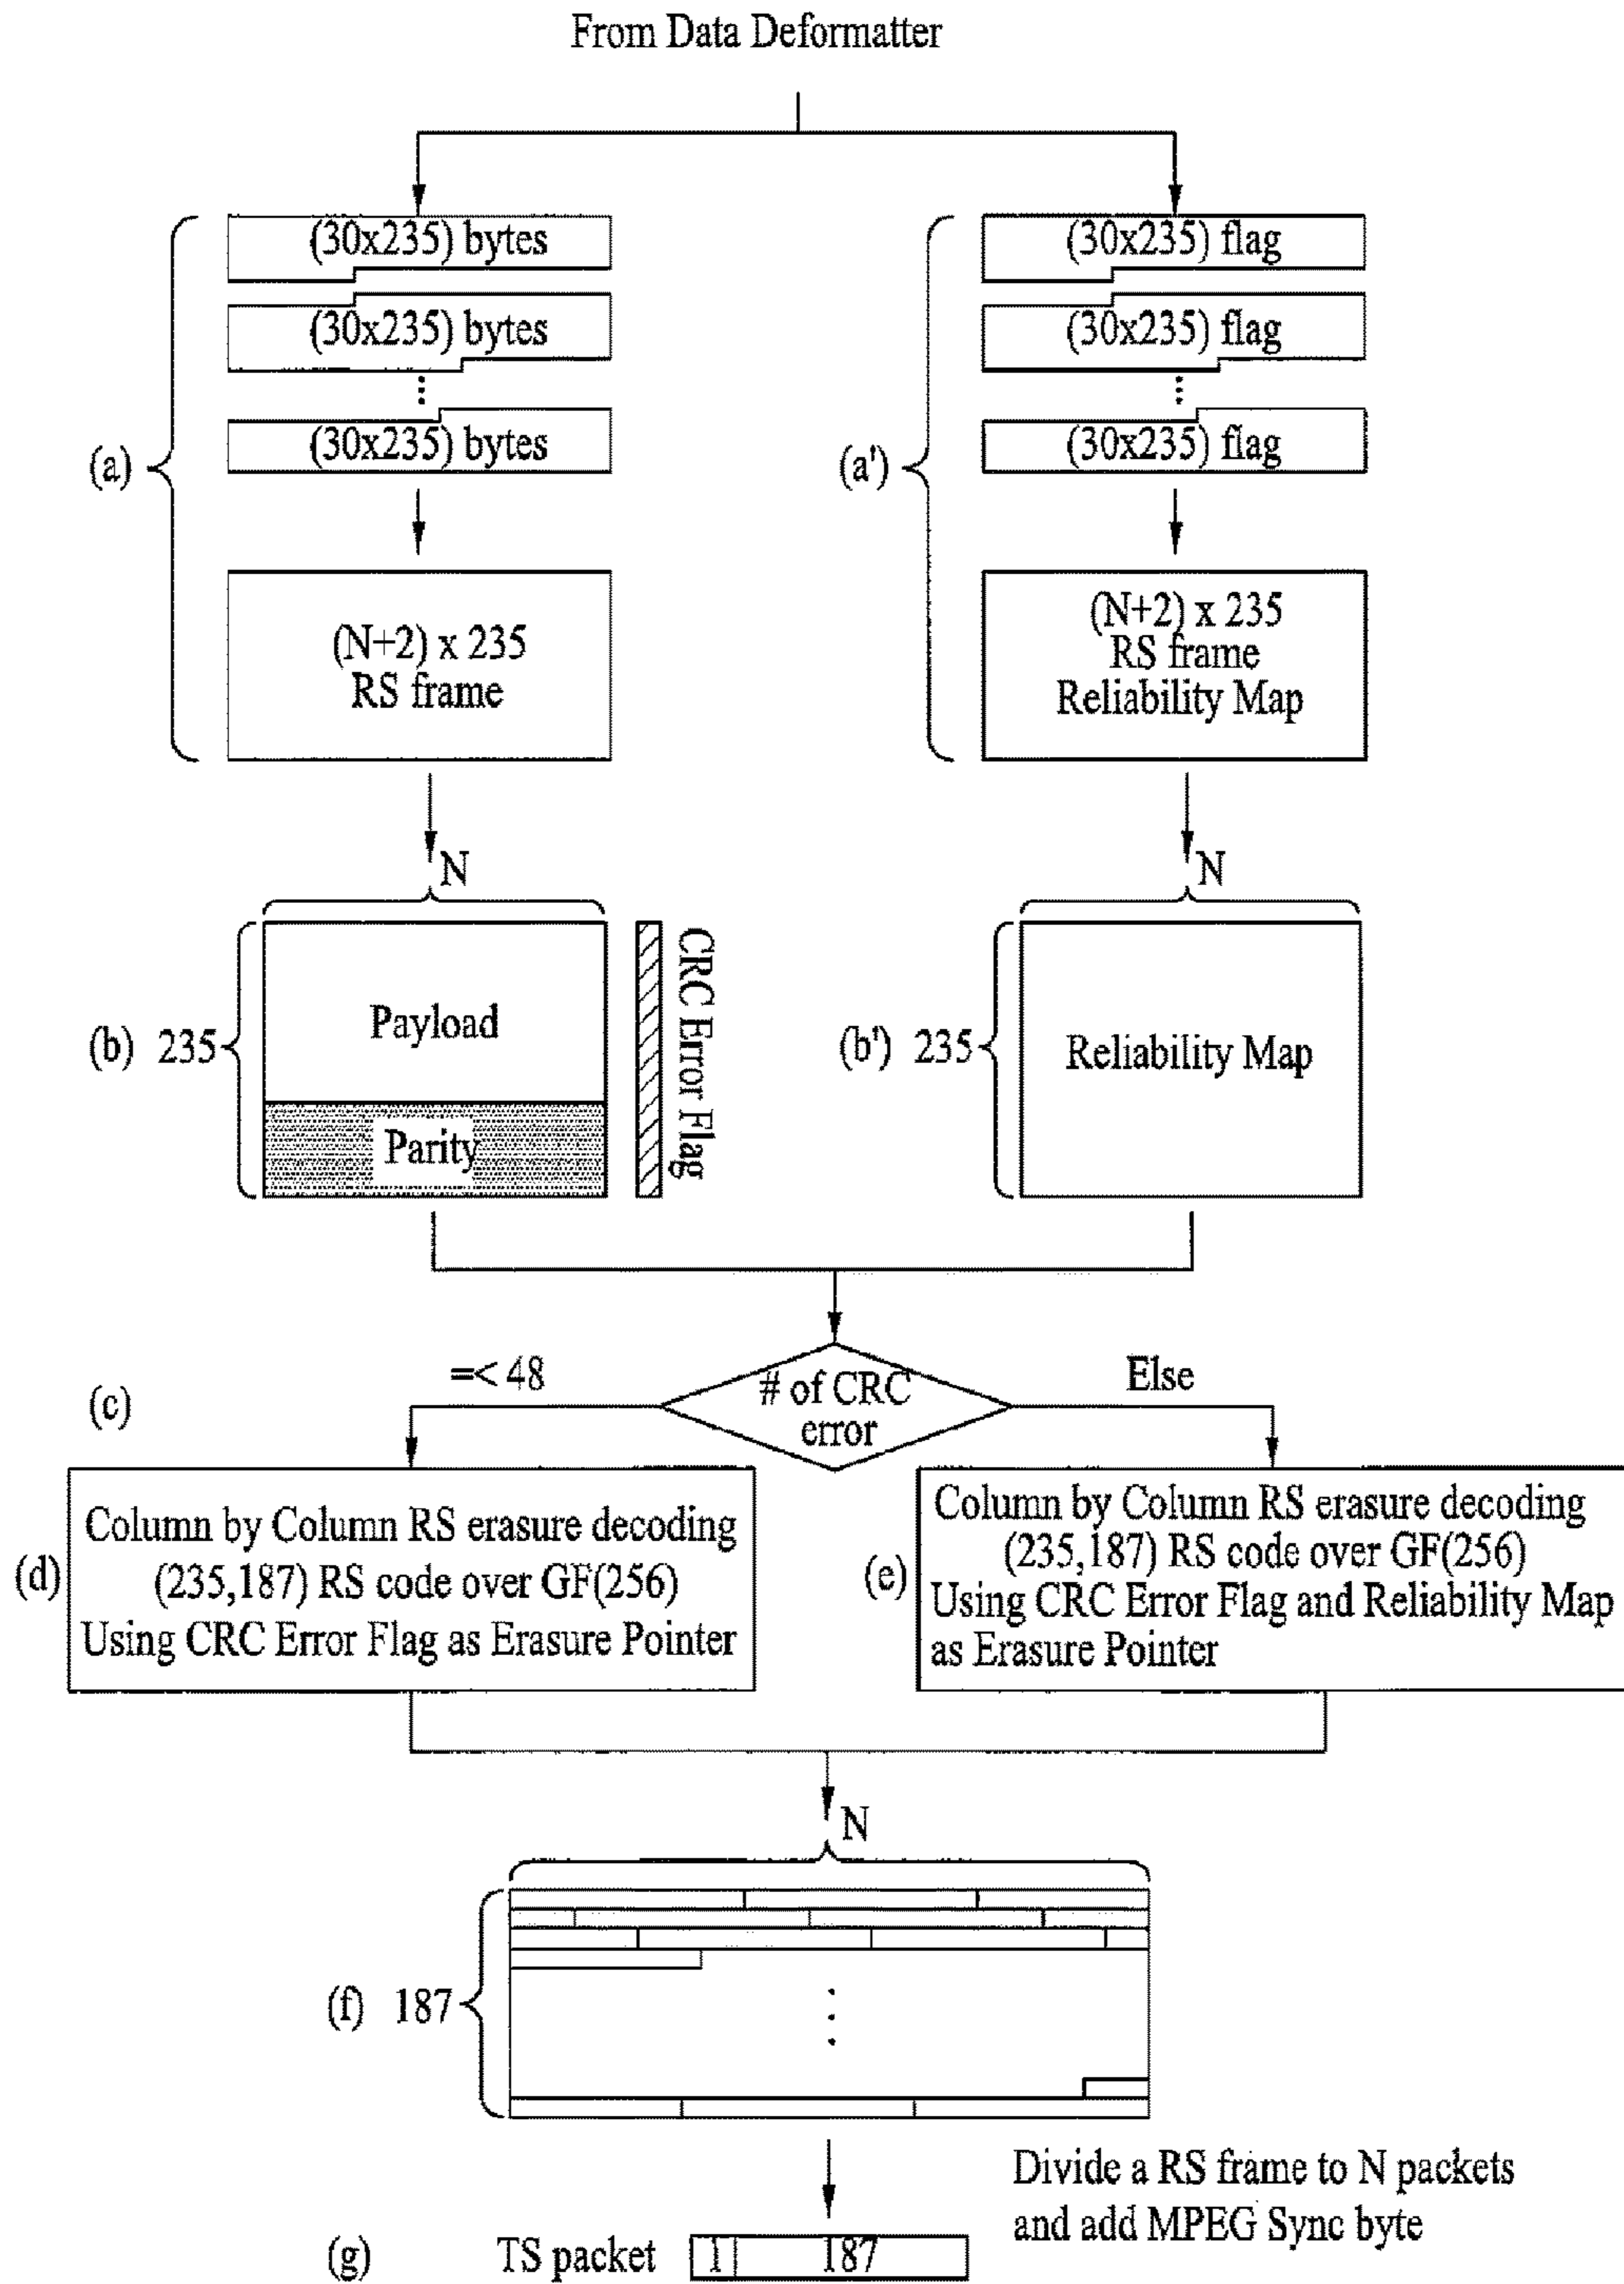 From Data Deformatter
(30x235) bytes
(30x235) flag
(30x235) bytes
(30x235) flag
(30x235) bytes
(30x235) flag
(a)
(a')
(N+2) x 235
RS frame
(N+2) x 235
RS frame
Reliability Map
N
N
(b)
235
Payload
Parity
CRC Error Flag
(b')
235
Reliability Map
(c)
=< 48
# of CRC
error
Else
(d)
Column by Column RS erasure decoding
(235,187) RS code over GF(256)
Using CRC Error Flag as Erasure Pointer
(e)
Column by Column RS erasure decoding
(235,187) RS code over GF(256)
Using CRC Error Flag and Reliability Map
as Erasure Pointer
N
(f)
187
Divide a RS frame to N packets
and add MPEG Sync byte
(g)
TS packet
1
187